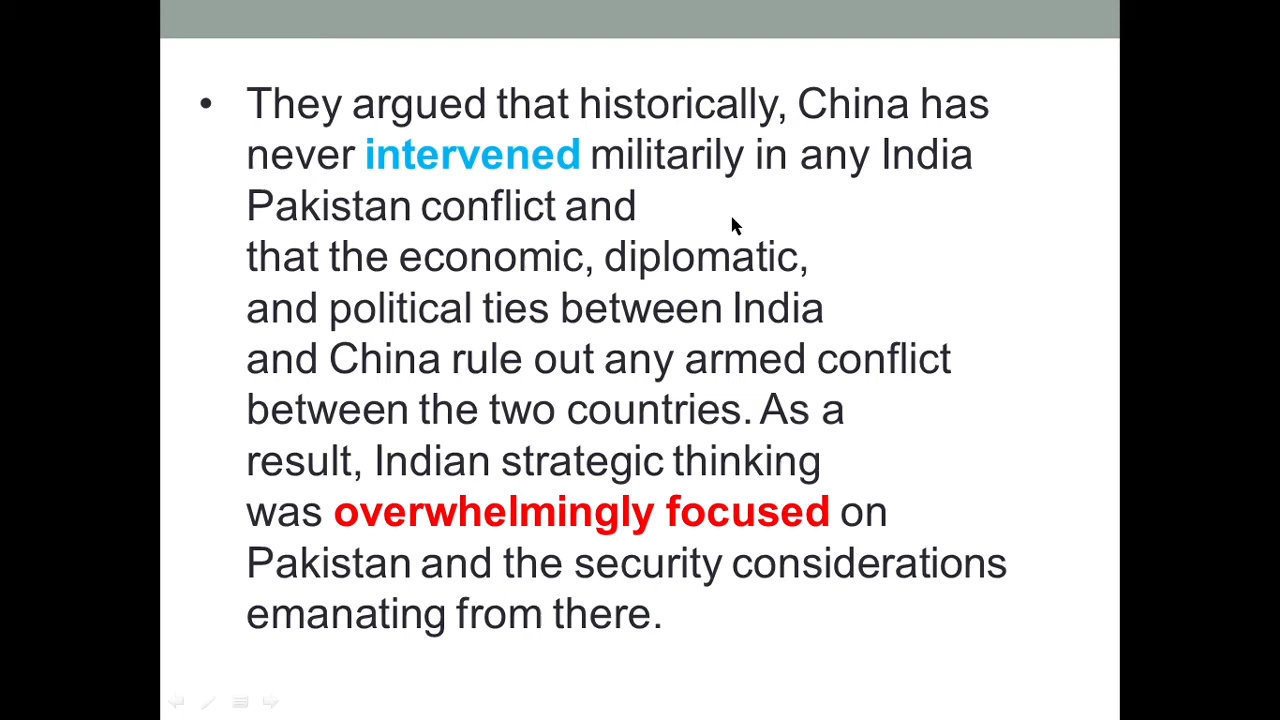 • They argued that historically, China has
never intervened militarily in any India
Pakistan conflict and
that the economic, diplomatic,
and political ties between India
and China rule out any armed conflict
between the two countries. As a
result, Indian strategic thinking
was overwhelmingly focused on
Pakistan and the security considerations
emanating from there.